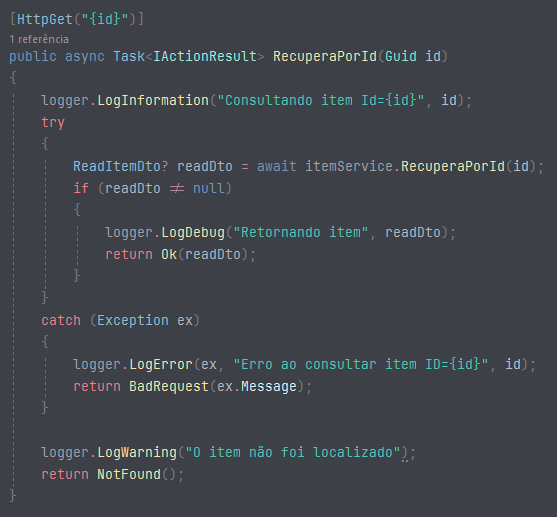 [HttpGet("{id}")]
1 referência
public async Task<IActionResult> RecuperaPorId(Guid id)
{
    logger.LogInformation("Consultando item Id={id}", id);
    try
    {
        ReadItemDto? readDto = await itemService.RecuperaPorId(id);
        if (readDto ≠ null)
        {
            logger.LogDebug("Retornando item", readDto);
            return Ok(readDto);
        }
    }
    catch (Exception ex)
    {
        logger.LogError(ex, "Erro ao consultar item ID={id}", id);
        return BadRequest(ex.Message);
    }

    logger.LogWarning("O item não foi localizado");
    return NotFound();
}